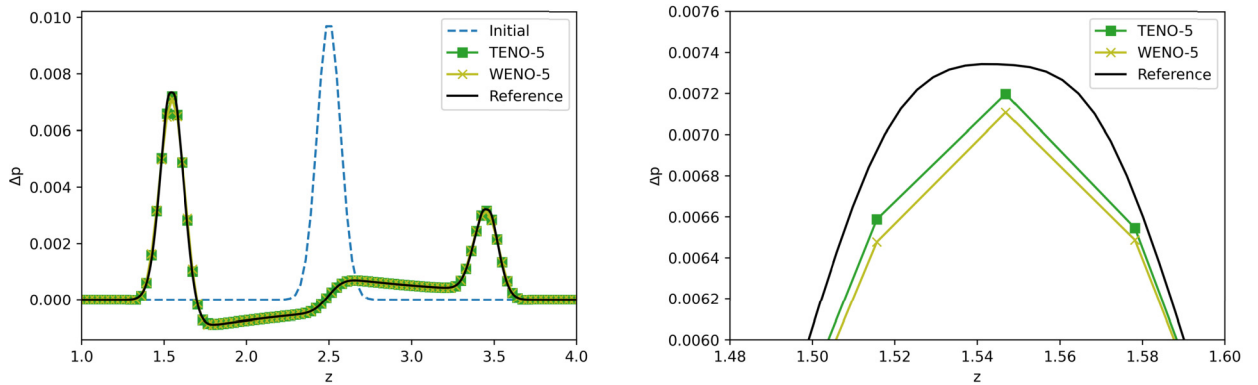 0.010
0.008
0.006
0.004
0.002
0.000
Δp
1.0 1.5 2.0 2.5 3.0 3.5 4.0
z
Initial
TENO-5
WENO-5
Reference
0.0076
0.0074
0.0072
0.0070
0.0068
0.0066
0.0064
0.0062
0.0060
Δp
1.48 1.50 1.52 1.54 1.56 1.58 1.60
z
TENO-5
WENO-5
Reference